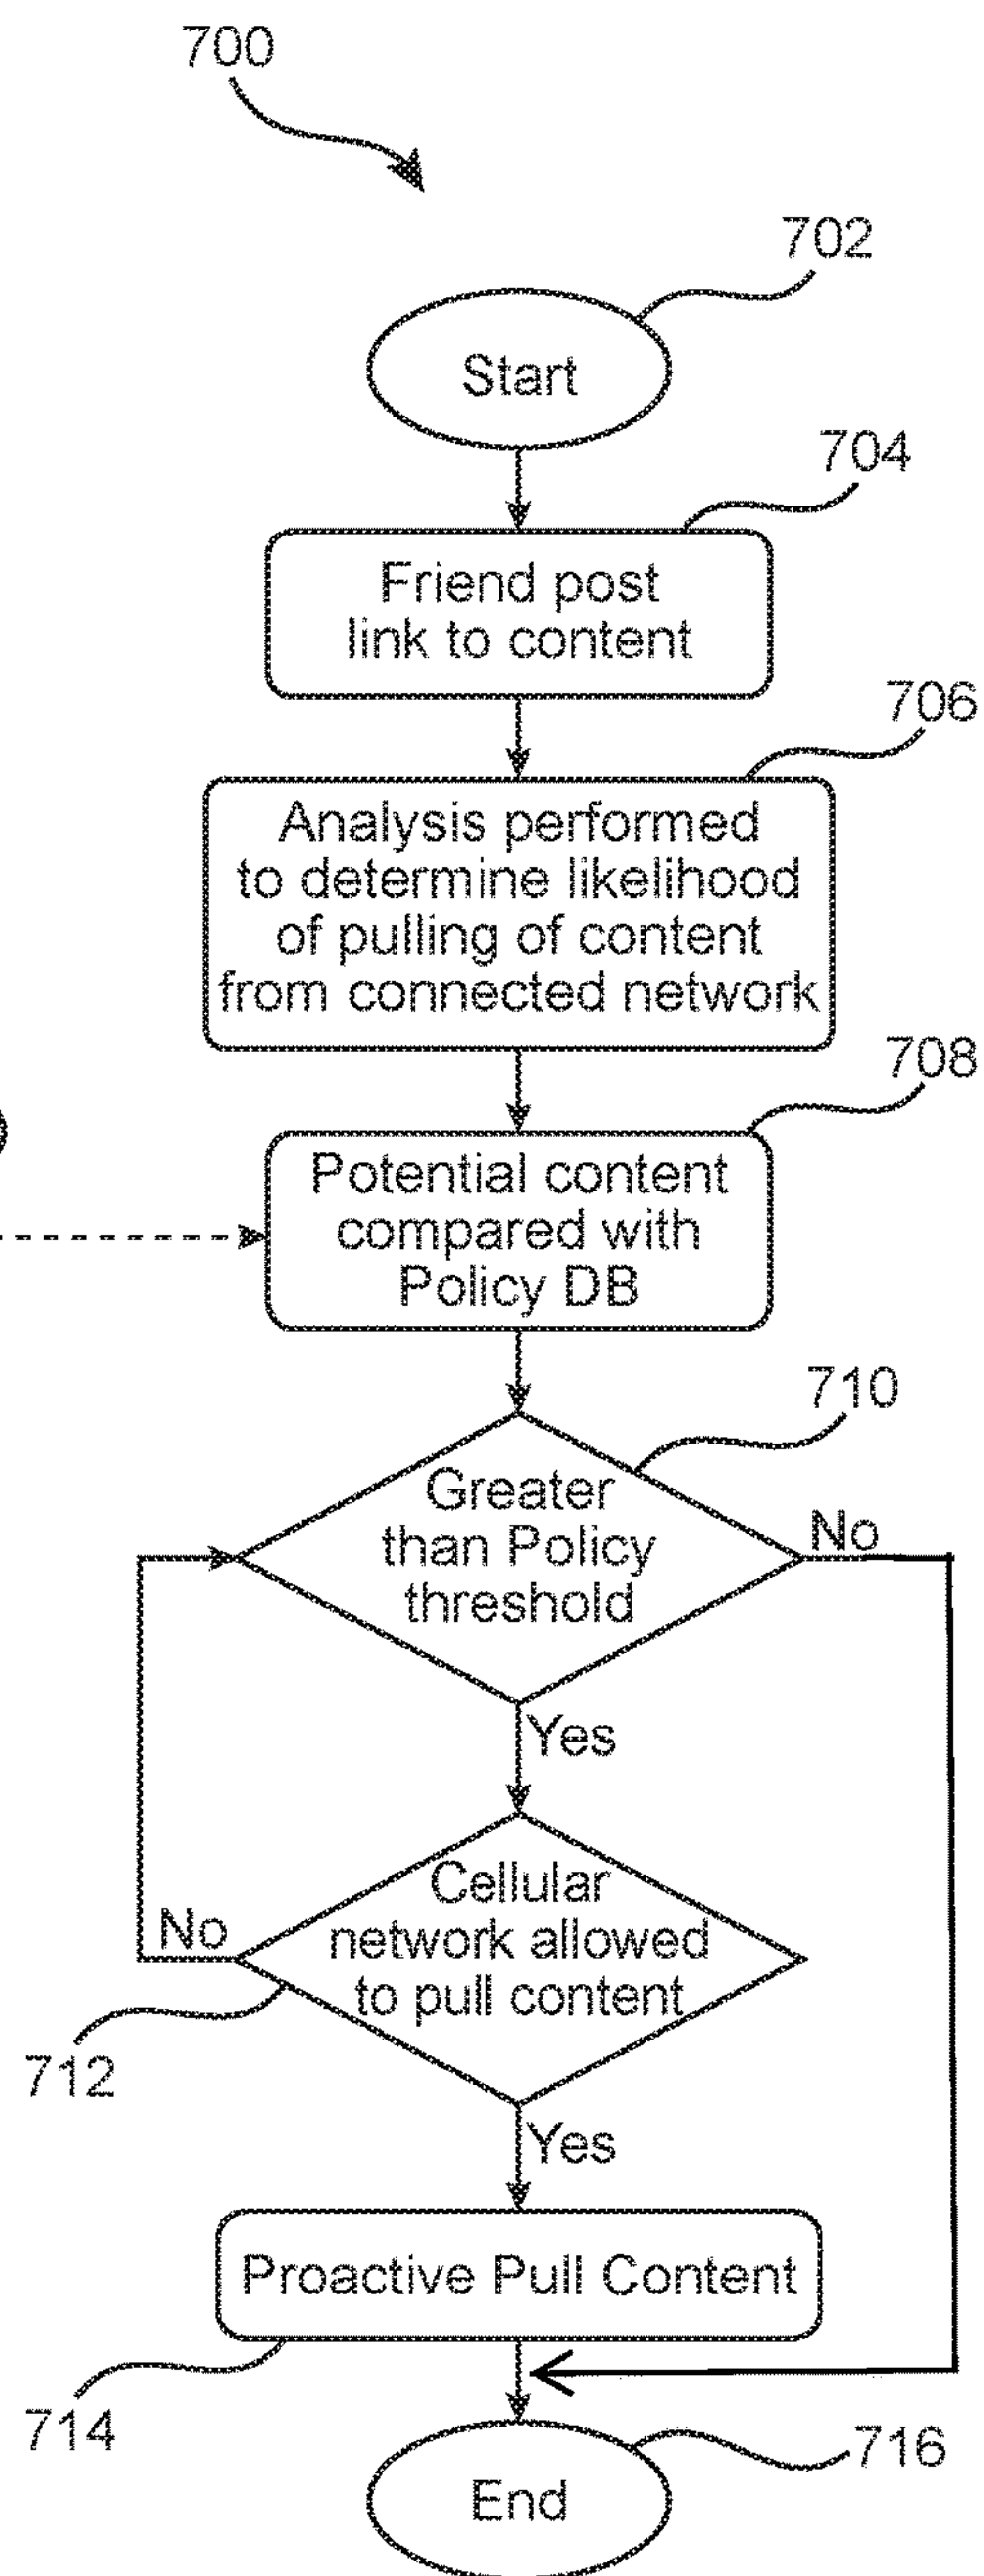 700
702
Start
704
Friend post
link to content
706
Analysis performed
to determine likelihood
of pulling of content
from connected network
708
Potential content
compared with
Policy DB
710
Greater
than Policy
threshold
No
Yes
Cellular
network allowed
to pull content
No
712
Yes
Proactive Pull Content
714
716
End